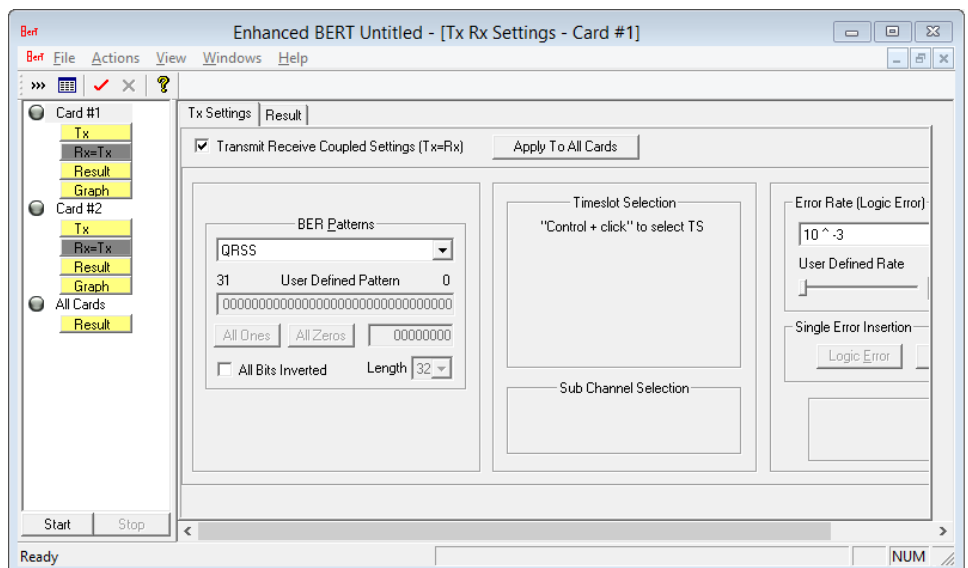 BerT Enhanced BERT Untitled - [Tx Rx Settings - Card #1]
BerT File Actions View Windows Help
Card #1
Tx
Rx=Tx
Result
Graph
Card #2
Tx
Rx=Tx
Result
Graph
All Cards
Result
Start Stop
Tx Settings Result
Transmit Receive Coupled Settings (Tx=Rx) Apply To All Cards
BER Patterns
QRSS
31 User Defined Pattern 0
00000000000000000000000000000000
All Ones All Zeros 00000000
All Bits Inverted Length 32
Timeslot Selection
"Control + click" to select TS
Sub Channel Selection
Error Rate (Logic Error)
10 ^ -3
User Defined Rate
Single Error Insertion
Logic Error
Ready NUM